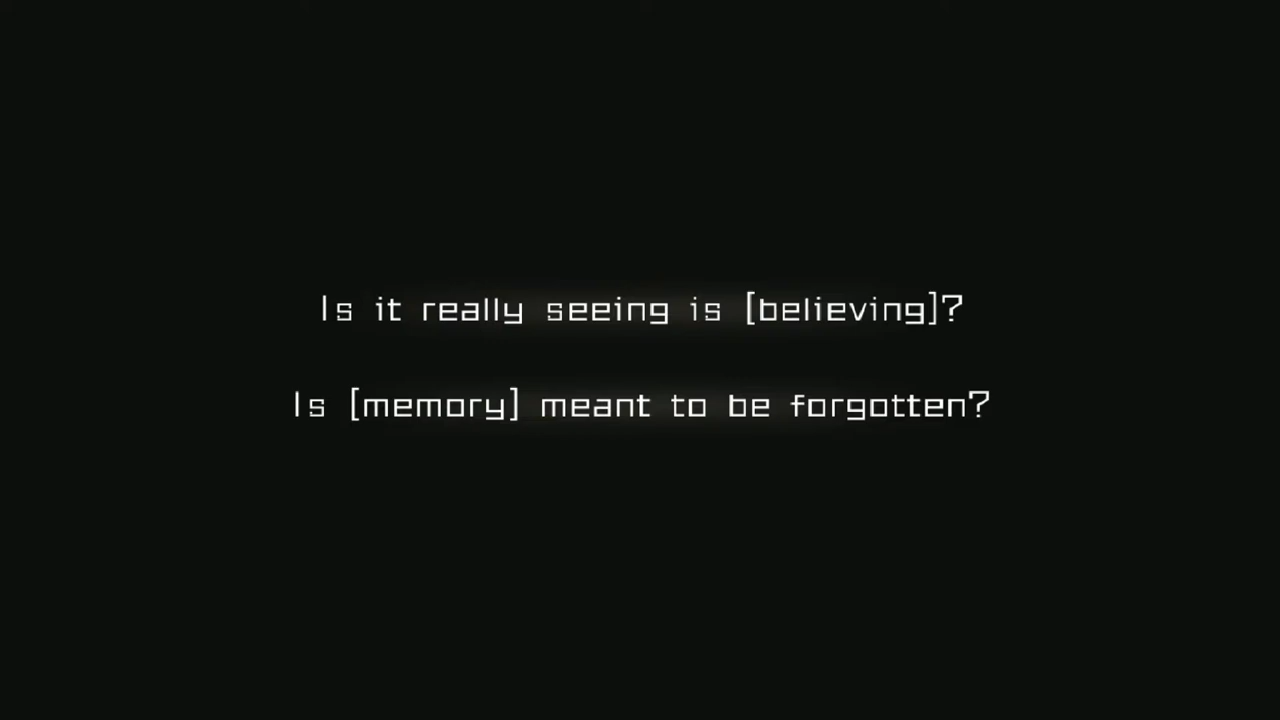 Is it really seeing is [believing]?
Is [memory] meant to be forgotten?